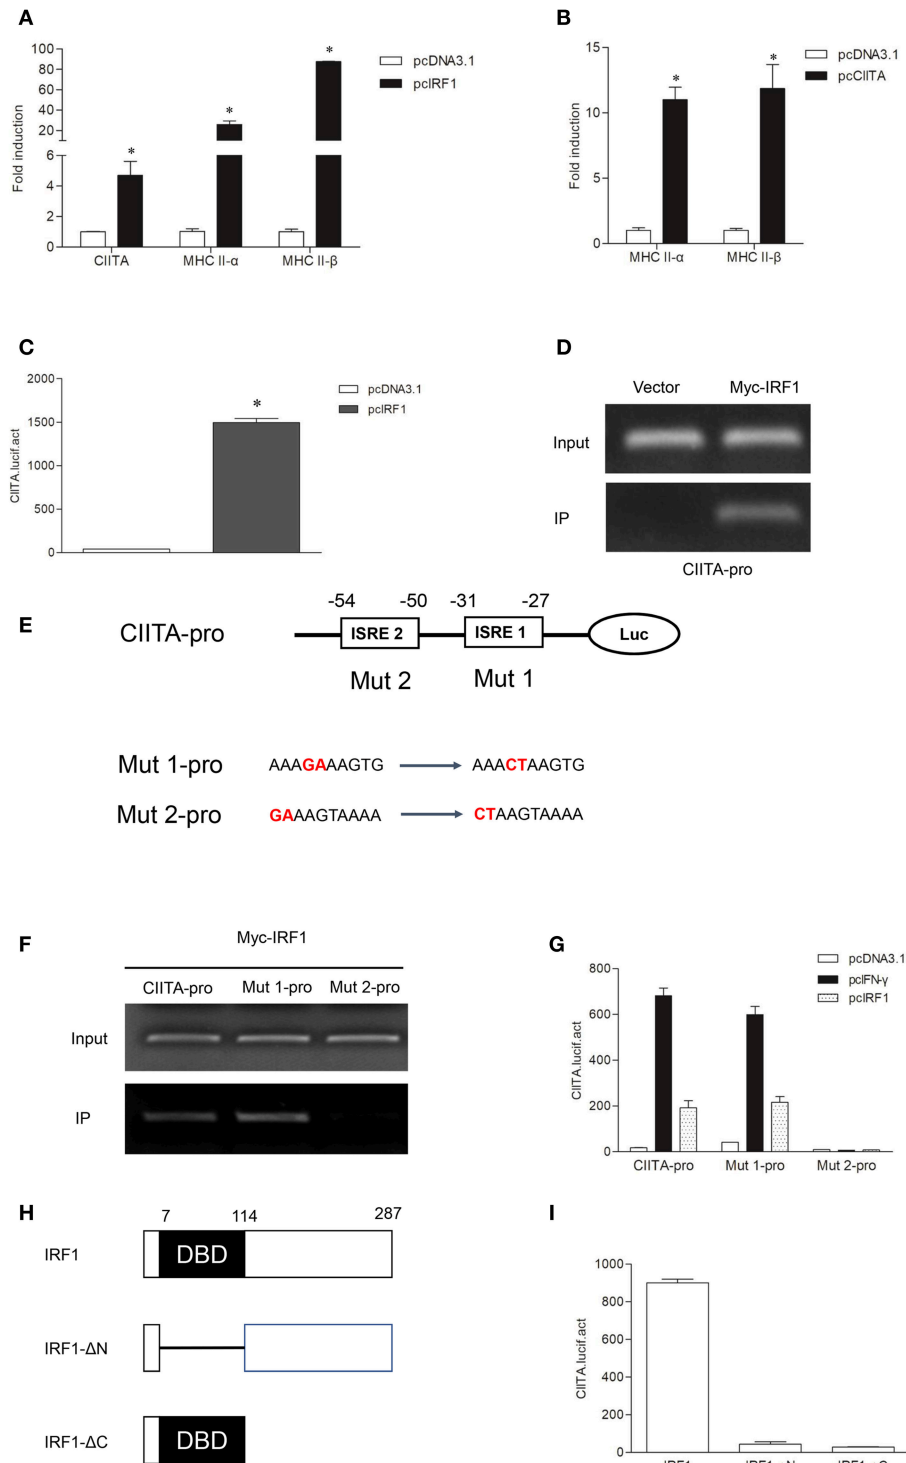 A
100
80
60
40
20
6
4
2
0
Fold induction
*
*
*
CIITA
MHC II-α
MHC II-β
pcDNA3.1
pcIRF1
B
15
10
5
0
Fold induction
*
*
MHC II-α
MHC II-β
pcDNA3.1
pcCIITA
C
2000
1500
1000
500
0
CIITA.lucif.act
*
pcDNA3.1
pcIRF1
D
Vector
Myc-IRF1
Input
IP
CIITA-pro
E
-54
-50
-31
-27
CIITA-pro
ISRE 2
ISRE 1
Luc
Mut 2
Mut 1
Mut 1-pro
AAAGAAAGTG
AAACTAAGTG
Mut 2-pro
GAAAGTAAAA
CTAAGTAAAA
F
Myc-IRF1
CIITA-pro
Mut 1-pro
Mut 2-pro
Input
IP
G
pcDNA3.1
pcIFN-γ
pcIRF1
800
600
400
200
0
CIITA.lucif.act
CIITA-pro
Mut 1-pro
Mut 2-pro
H
7
114
287
IRF1
DBD
IRF1-ΔN
IRF1-ΔC
DBD
I
1000
800
600
400
200
0
CIITA.lucif.act
IRF1